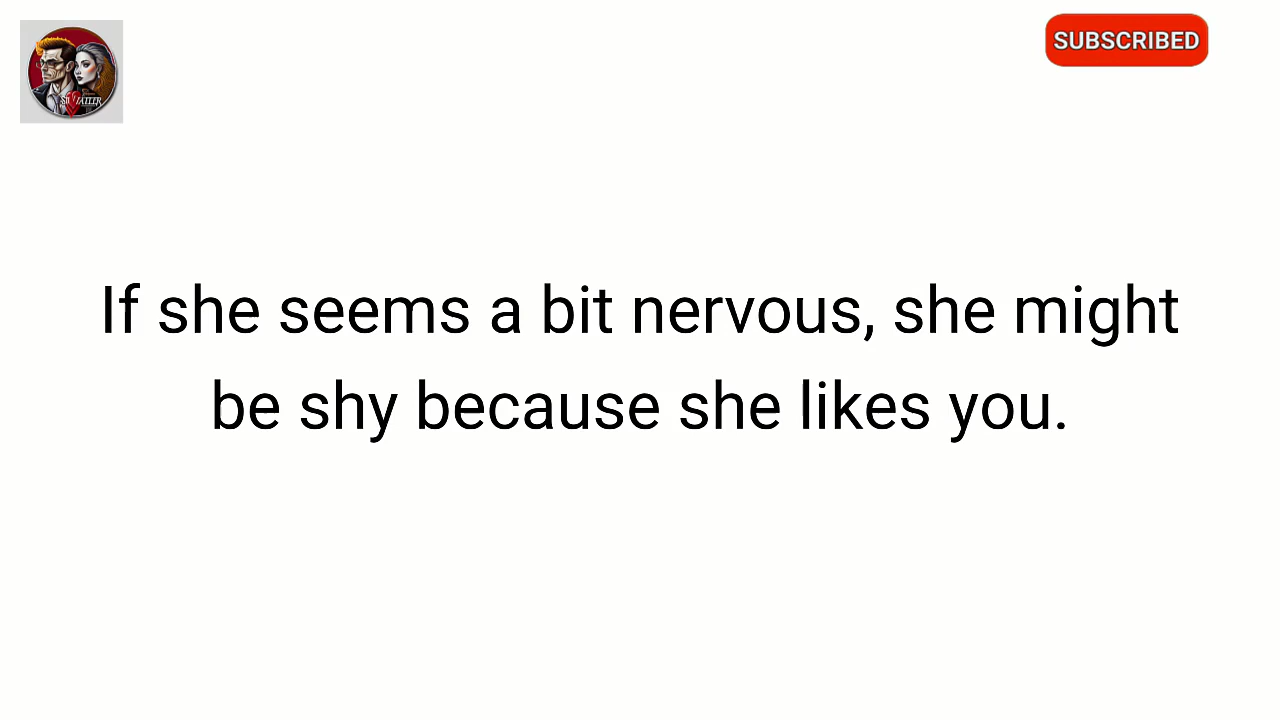 SUBSCRIBED
If she seems a bit nervous, she might
be shy because she likes you.